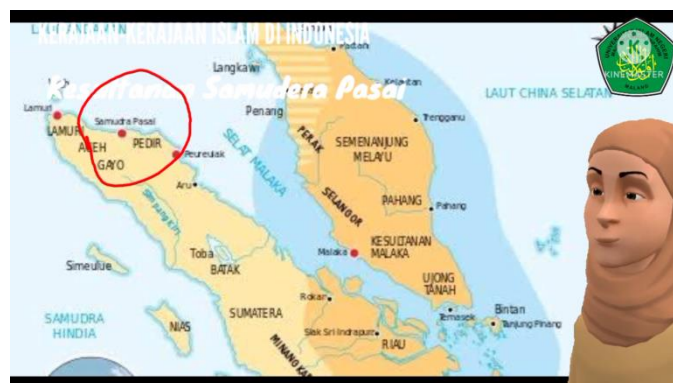 KERAJAAN-KERAJAAN ISLAM DI INDONESIA
Kesultanan Samudera Pasai
KINEMASTER
MALANG
Langkawi
Kelantan
LAUT CHINA SELATAN
Lamuri
Samudra Pasai
Penang
Trengganu
LAMURI
ACEH
PEDIR
GAYO
Peureulak
SELAT MALAKA
PERAK
SEMENANJUNG
MELAYU
Aru
SELANGOR
PAHANG
Pahang
Simeulue
Toba
BATAK
Malaka
KESULTANAN
MALAKA
UJONG
TANAH
Rokan
Temasek
Bintan
Tanjung Pinang
SAMUDRA
HINDIA
NIAS
SUMATERA
Siak Sri Indrapura
RIAU